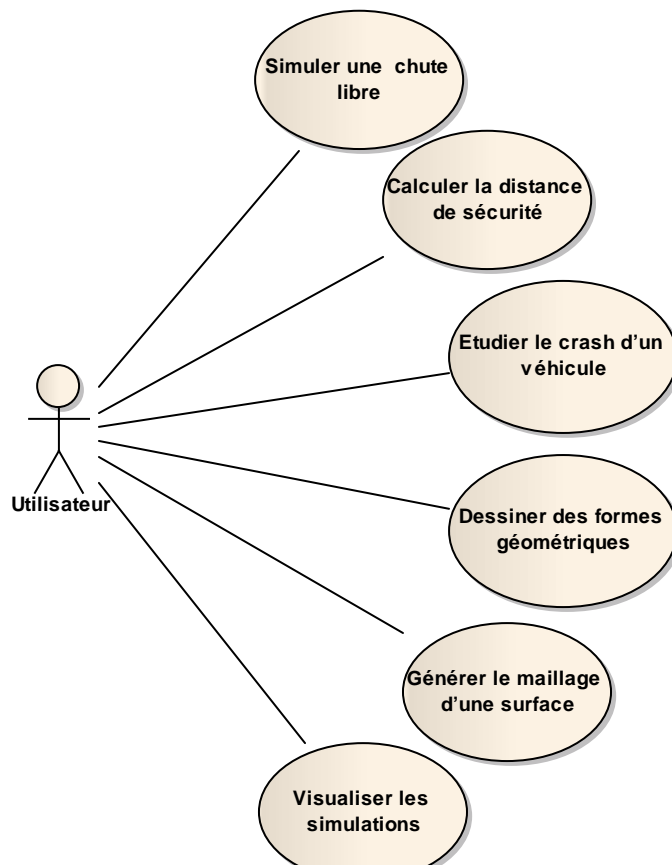 Simuler une chute
libre
Calculer la distance
de sécurité
Etudier le crash d'un
véhicule
Utilisateur
Dessiner des formes
géométriques
Générer le maillage
d'une surface
Visualiser les
simulations